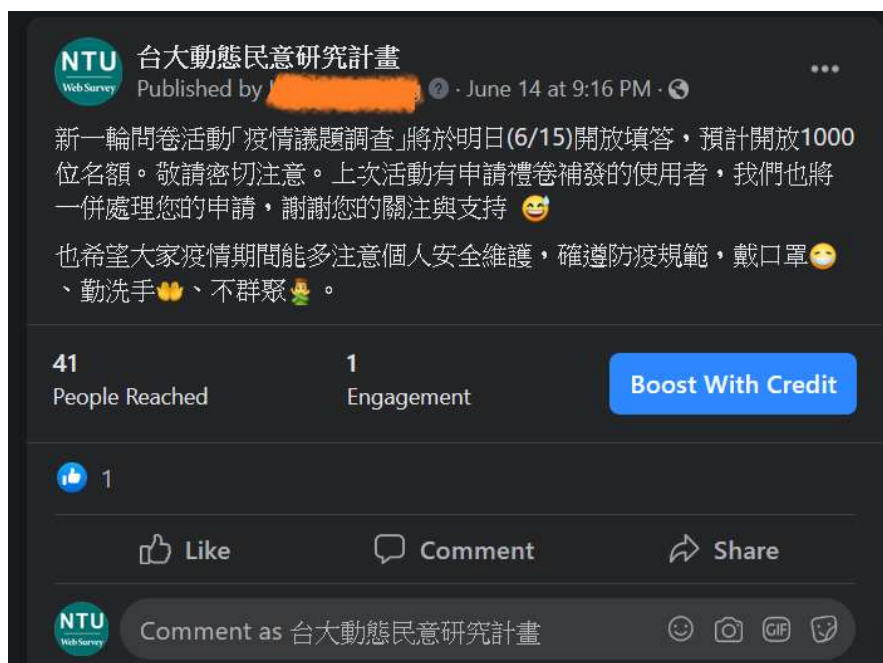 NTU
Web Survey
台大動態民意研究計畫
Published by
· June 14 at 9:16 PM ·
新一輪問卷活動「疫情議題調查」將於明日(6/15)開放填答，預計開放1000
位名額。敬請密切注意。上次活動有申請禮卷補發的使用者，我們也將
一併處理您的申請，謝謝您的關注與支持 😅
也希望大家疫情期間能多注意個人安全維護，確遵防疫規範，戴口罩😷
、勤洗手🤲、不群聚🙅‍♂️。
41
People Reached
1
Engagement
Boost With Credit
1
Like
Comment
Share
NTU
Web Survey
Comment as 台大動態民意研究計畫
GIF